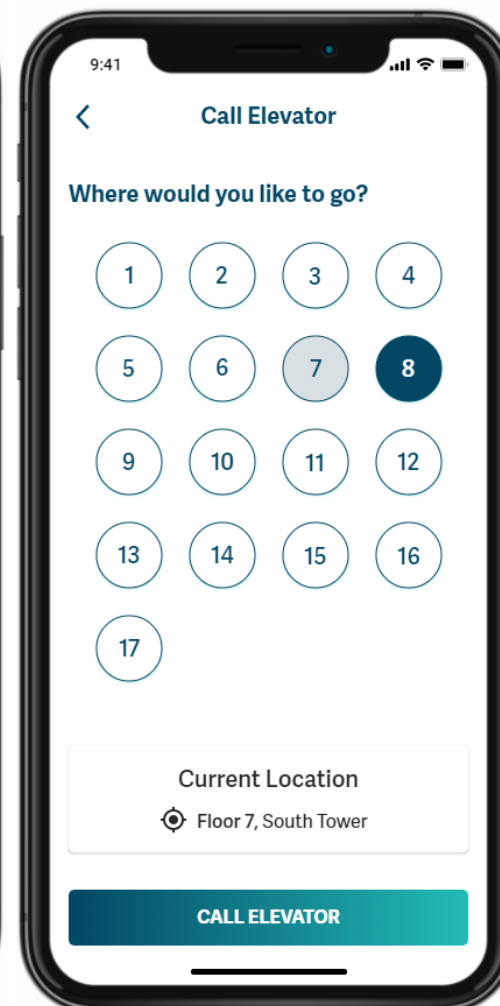 9:41
Call Elevator
Where would you like to go?
1 2 3 4
5 6 7 8
9 10 11 12
13 14 15 16
17
Current Location
Floor 7, South Tower
CALL ELEVATOR